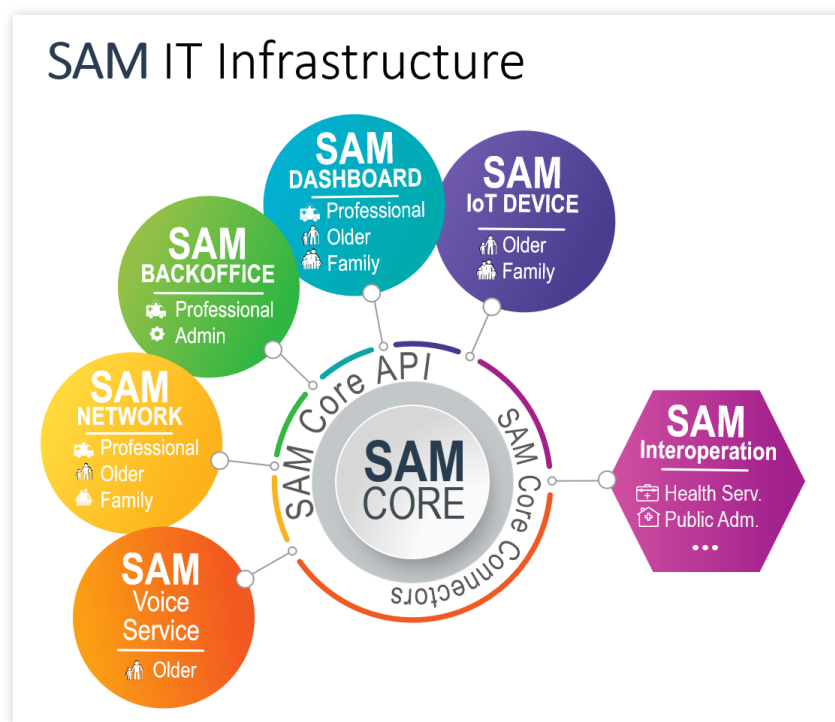 SAM IT Infrastructure
SAM
DASHBOARD
Professional
Older
Family
SAM
IoT DEVICE
Older
Family
SAM
BACKOFFICE
Professional
Admin
SAM
NETWORK
Professional
Older
Family
SAM
Voice
Service
Older
SAM Core API
SAM Core Connectors
SAM
CORE
SAM
Interoperation
Health Serv.
Public Adm.
...